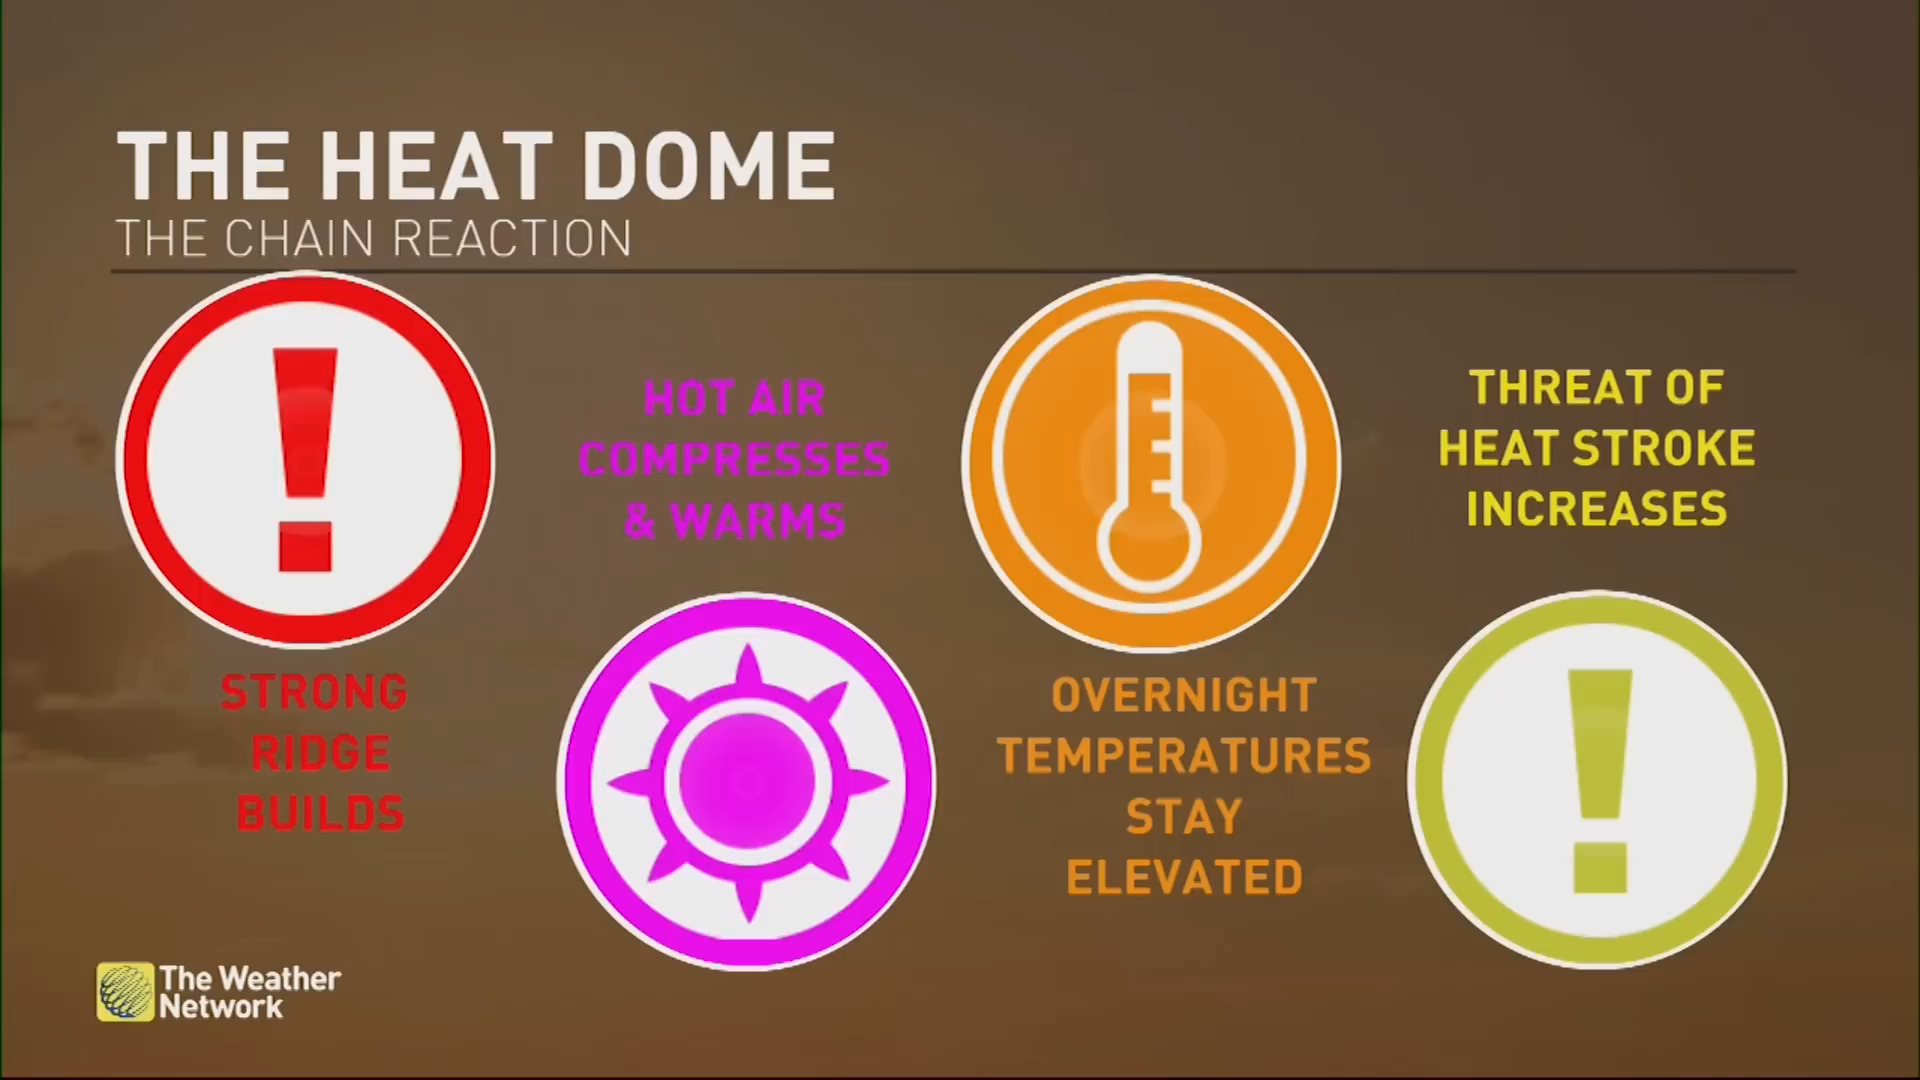 THE HEAT DOME
THE CHAIN REACTION
STRONG
RIDGE
BUILDS
HOT AIR
COMPRESSES
& WARMS
OVERNIGHT
TEMPERATURES
STAY
ELEVATED
THREAT OF
HEAT STROKE
INCREASES
The Weather
Network